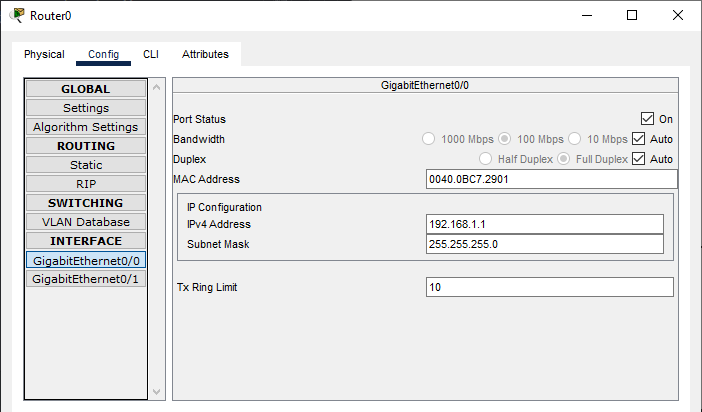 Router0
Physical Config CLI Attributes
GLOBAL
Settings
Algorithm Settings
ROUTING
Static
RIP
SWITCHING
VLAN Database
INTERFACE
GigabitEthernet0/0
GigabitEthernet0/1
GigabitEthernet0/0
Port Status On
Bandwidth 1000 Mbps 100 Mbps 10 Mbps Auto
Duplex Half Duplex Full Duplex Auto
MAC Address 0040.0BC7.2901
IP Configuration
IPv4 Address 192.168.1.1
Subnet Mask 255.255.255.0
Tx Ring Limit 10